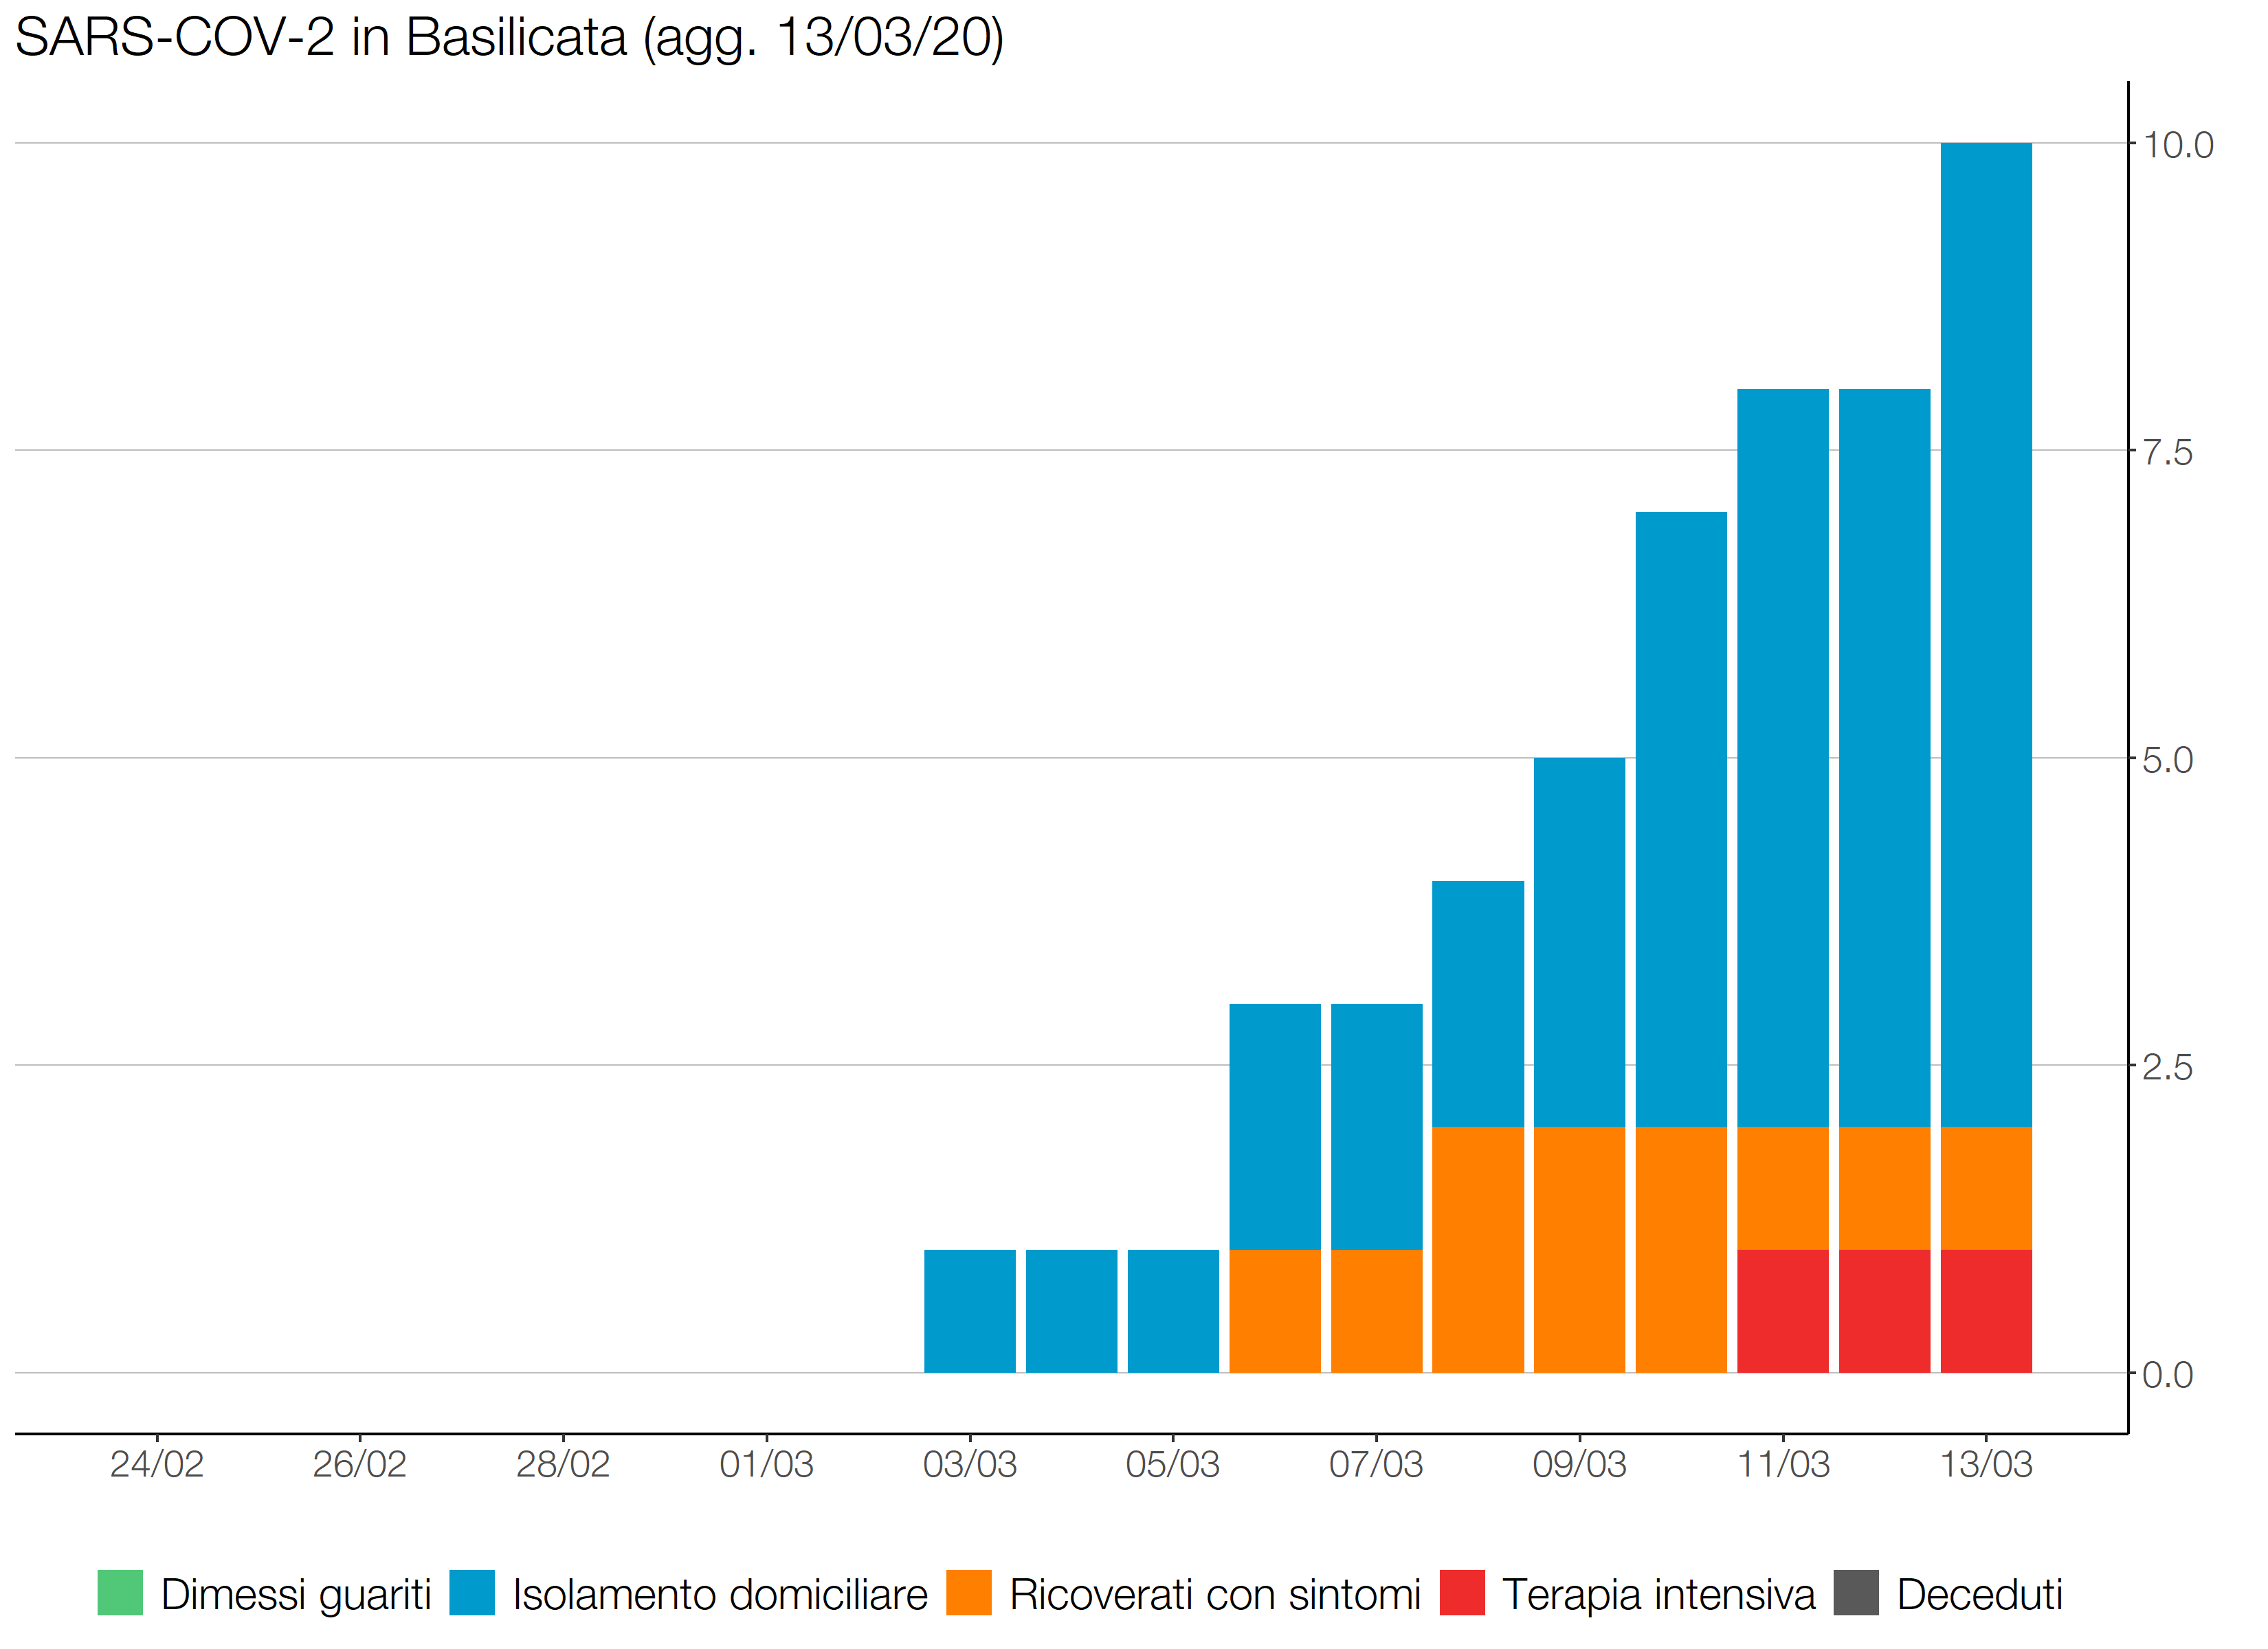 SARS-COV-2 in Basilicata (agg. 13/03/20)
10.0
7.5
5.0
2.5
0.0
24/02 26/02 28/02 01/03 03/03 05/03 07/03 09/03 11/03 13/03
Dimessi guariti Isolamento domiciliare Ricoverati con sintomi Terapia intensiva Deceduti